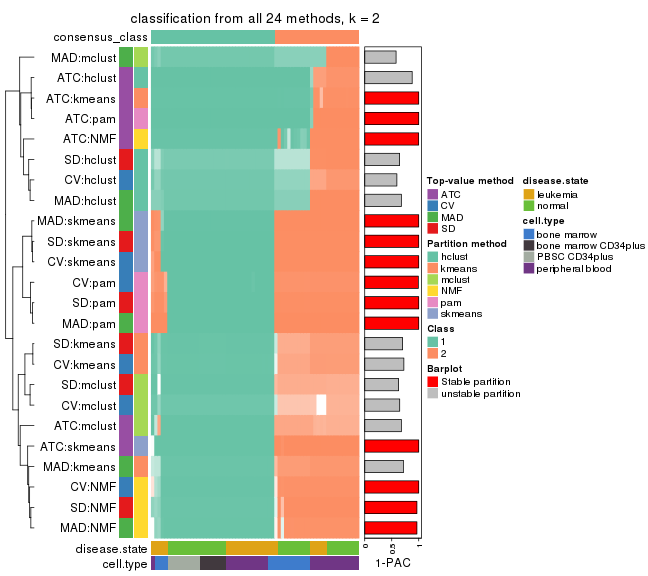 classification from all 24 methods, k = 2
consensus_class
MAD:mclust
ATC:hclust
ATC:kmeans
ATC:pam
ATC:NMF
SD:hclust
CV:hclust
MAD:hclust
MAD:skmeans
SD:skmeans
CV:skmeans
CV:pam
SD:pam
MAD:pam
SD:kmeans
CV:kmeans
SD:mclust
CV:mclust
ATC:mclust
ATC:skmeans
MAD:kmeans
CV:NMF
SD:NMF
MAD:NMF
disease.state
cell.type
0
0.5
1
1-PAC
Top-value method
ATC
CV
MAD
SD
Partition method
hclust
kmeans
mclust
NMF
pam
skmeans
Class
1
2
Barplot
Stable partition
unstable partition
disease.state
leukemia
normal
cell.type
bone marrow
bone marrow CD34plus
PBSC CD34plus
peripheral blood